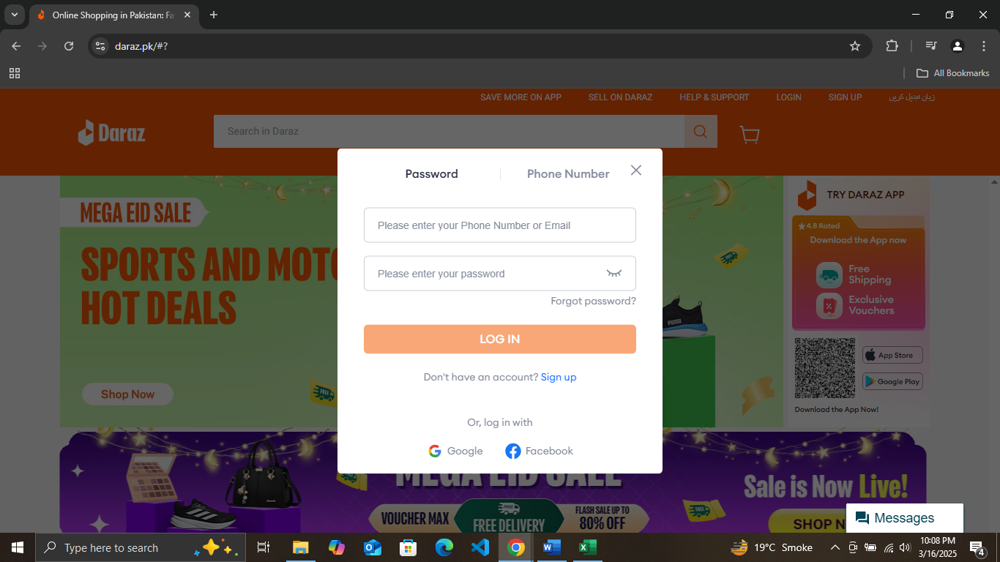 Online Shopping in Pakistan: Fa
daraz.pk/#?
All Bookmarks
SAVE MORE ON APP
SELL ON DARAZ
HELP & SUPPORT
LOGIN
SIGN UP
زبان تبدیل کریں
Daraz
Search in Daraz
Password
Phone Number
Please enter your Phone Number or Email
Please enter your password
Forgot password?
LOG IN
Don't have an account? Sign up
Or, log in with
Google
Facebook
MEGA EID SALE
SPORTS AND MOTO
HOT DEALS
Shop Now
FREE
PUMA
TRY DARAZ APP
4.8 Rated
Download the App now
Free
Shipping
Exclusive
Vouchers
App Store
Google Play
Download the App Now!
MEGA EID SALE
VOUCHER MAX
FREE
FREE DELIVERY
FLASH SALE UP TO
80% OFF
FREE
Sale is Now Live!
SHOP N
Messages
Type here to search
19°C Smoke
10:08 PM
3/16/2025
4